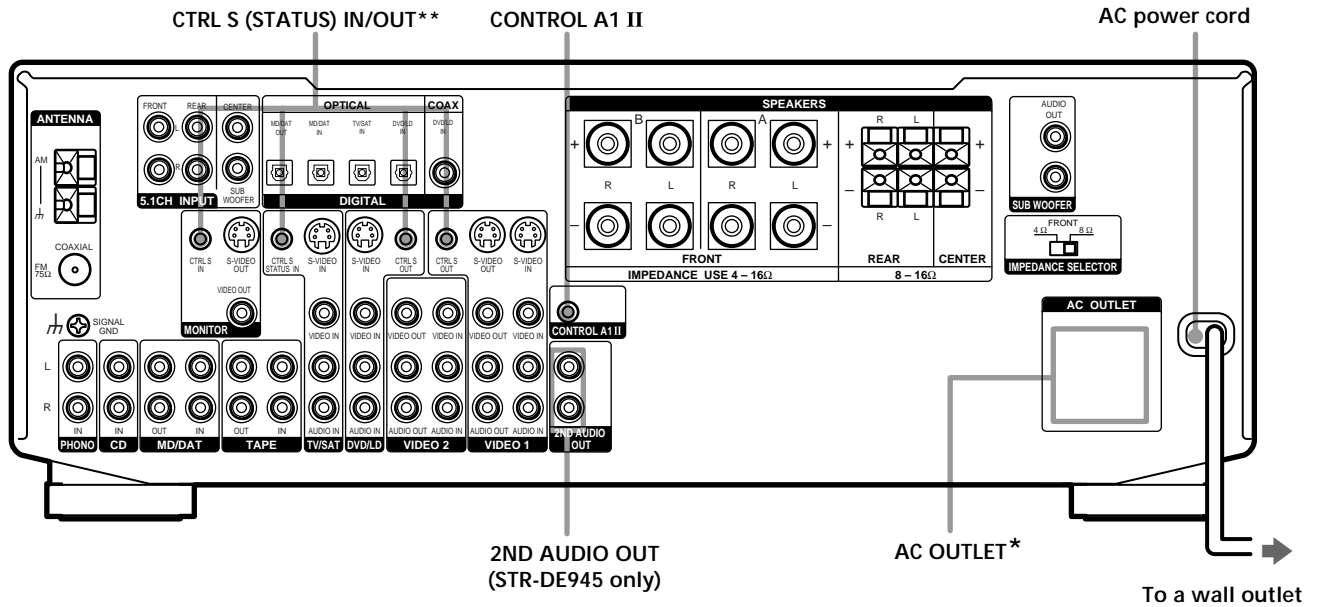 CTRL S (STATUS) IN/OUT**
CONTROL A1 II
AC power cord
ANTENNA
AM
COAXIAL
FM
75Ω
FRONT
REAR
CENTER
L
R
SUB
WOOFER
5.1CH INPUT
OPTICAL
COAX
MD/DAT
OUT
MD/DAT
IN
TV/SAT
IN
DVD/LD
IN
DVD/LD
IN
DIGITAL
SPEAKERS
B
A
+
+
R
L
R
L
–
–
FRONT
IMPEDANCE USE 4 – 16Ω
R
L
+
+
–
–
R
L
REAR
CENTER
8 – 16Ω
AUDIO
OUT
SUB WOOFER
FRONT
4 Ω
8 Ω
IMPEDANCE SELECTOR
CTRL S
IN
S-VIDEO
OUT
CTRL S
STATUS IN
S-VIDEO
IN
S-VIDEO
IN
CTRL S
OUT
CTRL S
OUT
S-VIDEO
OUT
S-VIDEO
IN
VIDEO OUT
MONITOR
VIDEO IN
VIDEO IN
VIDEO OUT
VIDEO IN
VIDEO OUT
VIDEO IN
CONTROL A1 II
AC OUTLET
SIGNAL
GND
L
R
IN
IN
OUT
IN
OUT
IN
AUDIO IN
AUDIO IN
AUDIO OUT
AUDIO IN
AUDIO OUT
AUDIO IN
PHONO
CD
MD/DAT
TAPE
TV/SAT
DVD/LD
VIDEO 2
VIDEO 1
2ND AUDIO
OUT
2ND AUDIO OUT
(STR-DE945 only)
AC OUTLET*
To a wall outlet